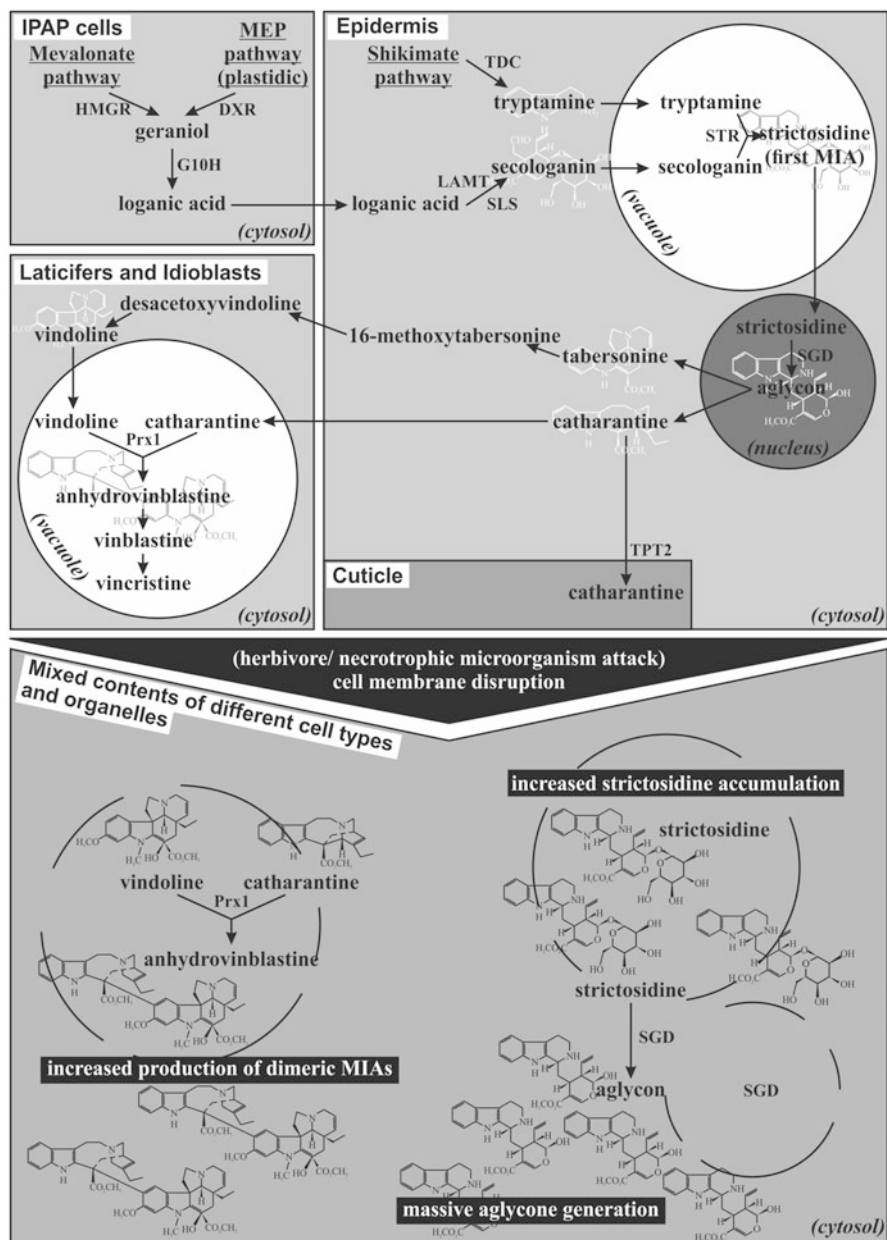 IPAP cells
Mevalonate
pathway
MEP
pathway
(plastidic)
HMGR
DXR
geraniol
G10H
loganic acid
(cytosol)
Epidermis
Shikimate
pathway
TDC
tryptamine
tryptamine
STR
strictosidine
(first MIA)
secologanin
secologanin
LAMT
SLS
loganic acid
(vacuole)
strictosidine
SGD
aglycon
(nucleus)
tabersonine
16-methoxytabersonine
catharantine
TPT2
Cuticle
catharantine
(cytosol)
Laticifers and Idioblasts
desacetoxyvindoline
vindoline
vindoline
catharantine
Prx1
anhydrovinblastine
vinblastine
vincristine
(vacuole)
(cytosol)
(herbivore/ necrotrophic microorganism attack)
cell membrane disruption
Mixed contents of different cell types
and organelles
vindoline
catharantine
Prx1
anhydrovinblastine
increased production of dimeric MIAs
increased strictosidine accumulation
strictosidine
strictosidine
SGD
aglycon
SGD
massive aglycone generation
(cytosol)